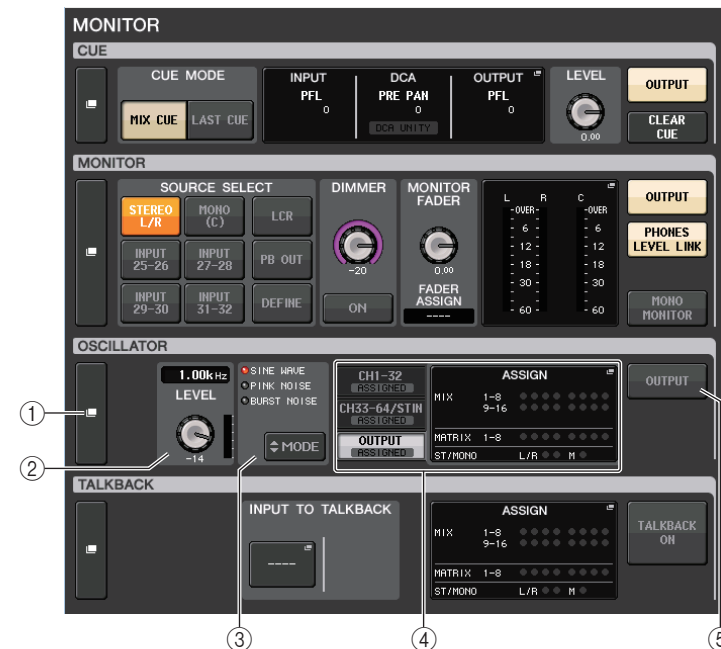 MONITOR
CUE
CUE MODE
MIX CUE
LAST CUE
INPUT
PFL
0
DCA
PRE PAN
0
DCA UNITY
OUTPUT
PFL
0
LEVEL
0.00
OUTPUT
CLEAR
CUE
MONITOR
SOURCE SELECT
STEREO
L/R
MONO
(C)
LCR
INPUT
25-26
INPUT
27-28
PB OUT
INPUT
29-30
INPUT
31-32
DEFINE
DIMMER
-20
ON
MONITOR
FADER
0.00
FADER
ASSIGN
----
L R C
-OVER- -OVER
6 6
12 12
18 18
30 30
60 60
OUTPUT
PHONES
LEVEL LINK
MONO
MONITOR
OSCILLATOR
1.00kHz
LEVEL
-14
SINE WAVE
PINK NOISE
BURST NOISE
MODE
CH1-32
ASSIGNED
CH33-64/STIN
ASSIGNED
OUTPUT
ASSIGNED
ASSIGN
MIX 1-8
9-16
MATRIX 1-8
ST/MONO L/R M
OUTPUT
TALKBACK
INPUT TO TALKBACK
----
ASSIGN
MIX 1-8
9-16
MATRIX 1-8
ST/MONO L/R M
TALKBACK
ON
①
②
③
④
⑤